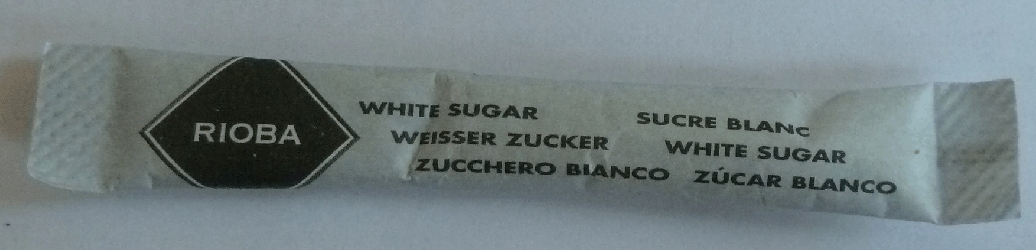 RIOBA
WHITE SUGAR
WEISSER ZUCKER
ZUCCHERO BIANCO
SUCRE BLANC
WHITE SUGAR
ZÚCAR BLANCO